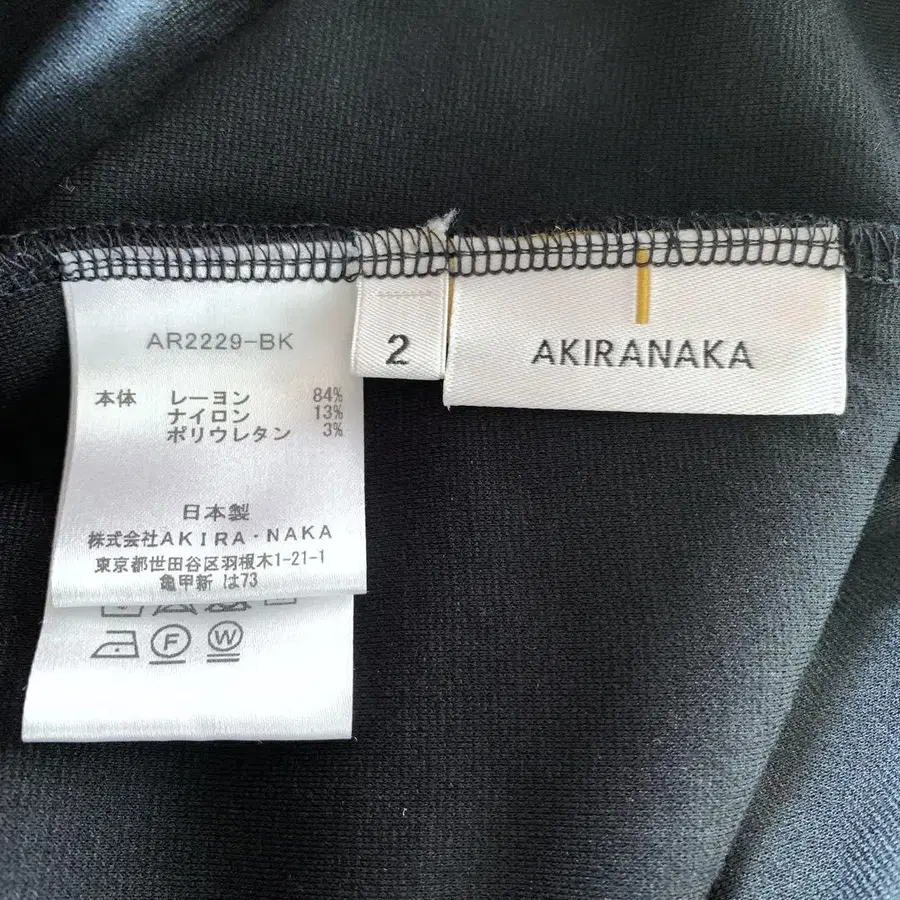 AR2229-BK
本体 レーヨン 84%
ナイロン 13%
ポリウレタン 3%
日本製
株式会社AKIRA・NAKA
東京都世田谷区羽根木1-21-1
亀甲新 は73
F
W
2
AKIRANAKA